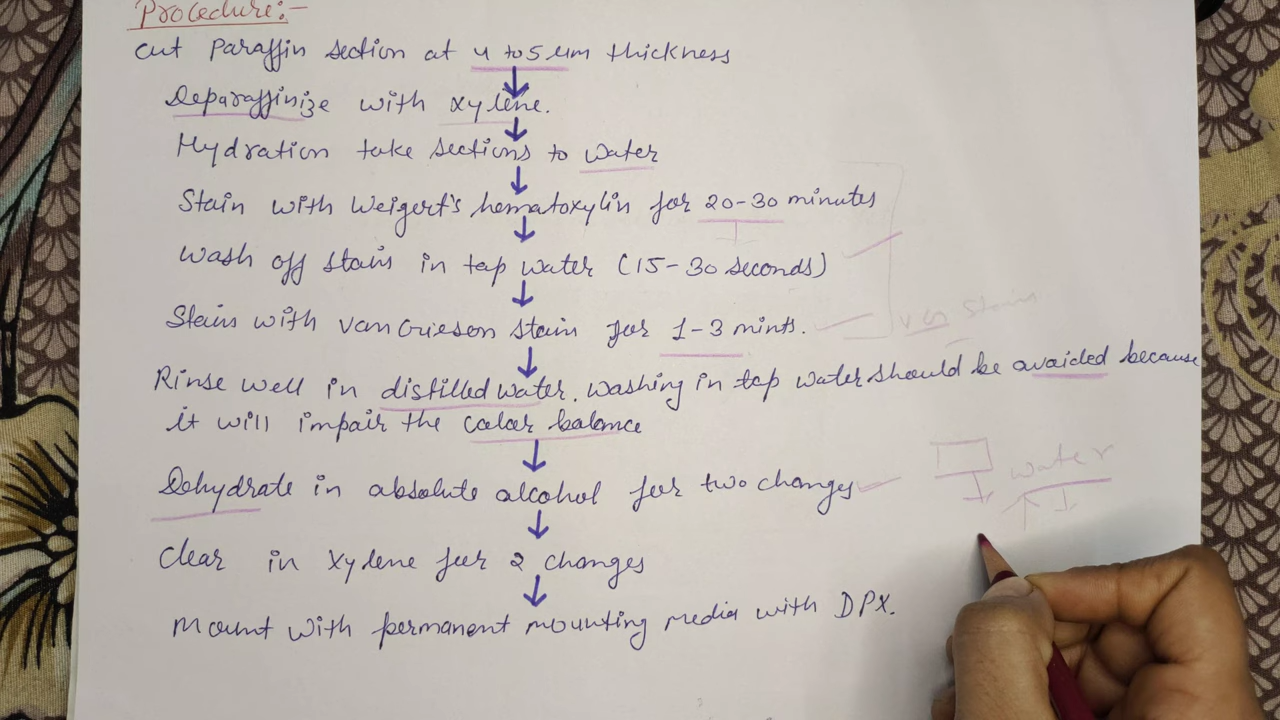 Procedure:-
Cut Paraffin section at 4 to 5 um thickness
Deparaffinize with xylene.
Hydration take sections to water
Stain with Weigert's hematoxylin for 20-30 minutes
Wash off stain in tap water (15-30 seconds)
Stain with van Grieson stain for 1-3 mints.
VG Stain
Rinse well in distilled water. washing in tap water should be avaided because
it will impair the color balance
water
Dehydrate in absolute alcohol for two changes
Clear in Xylene for 2 changes
Mount with permanent mounting media with DPX.